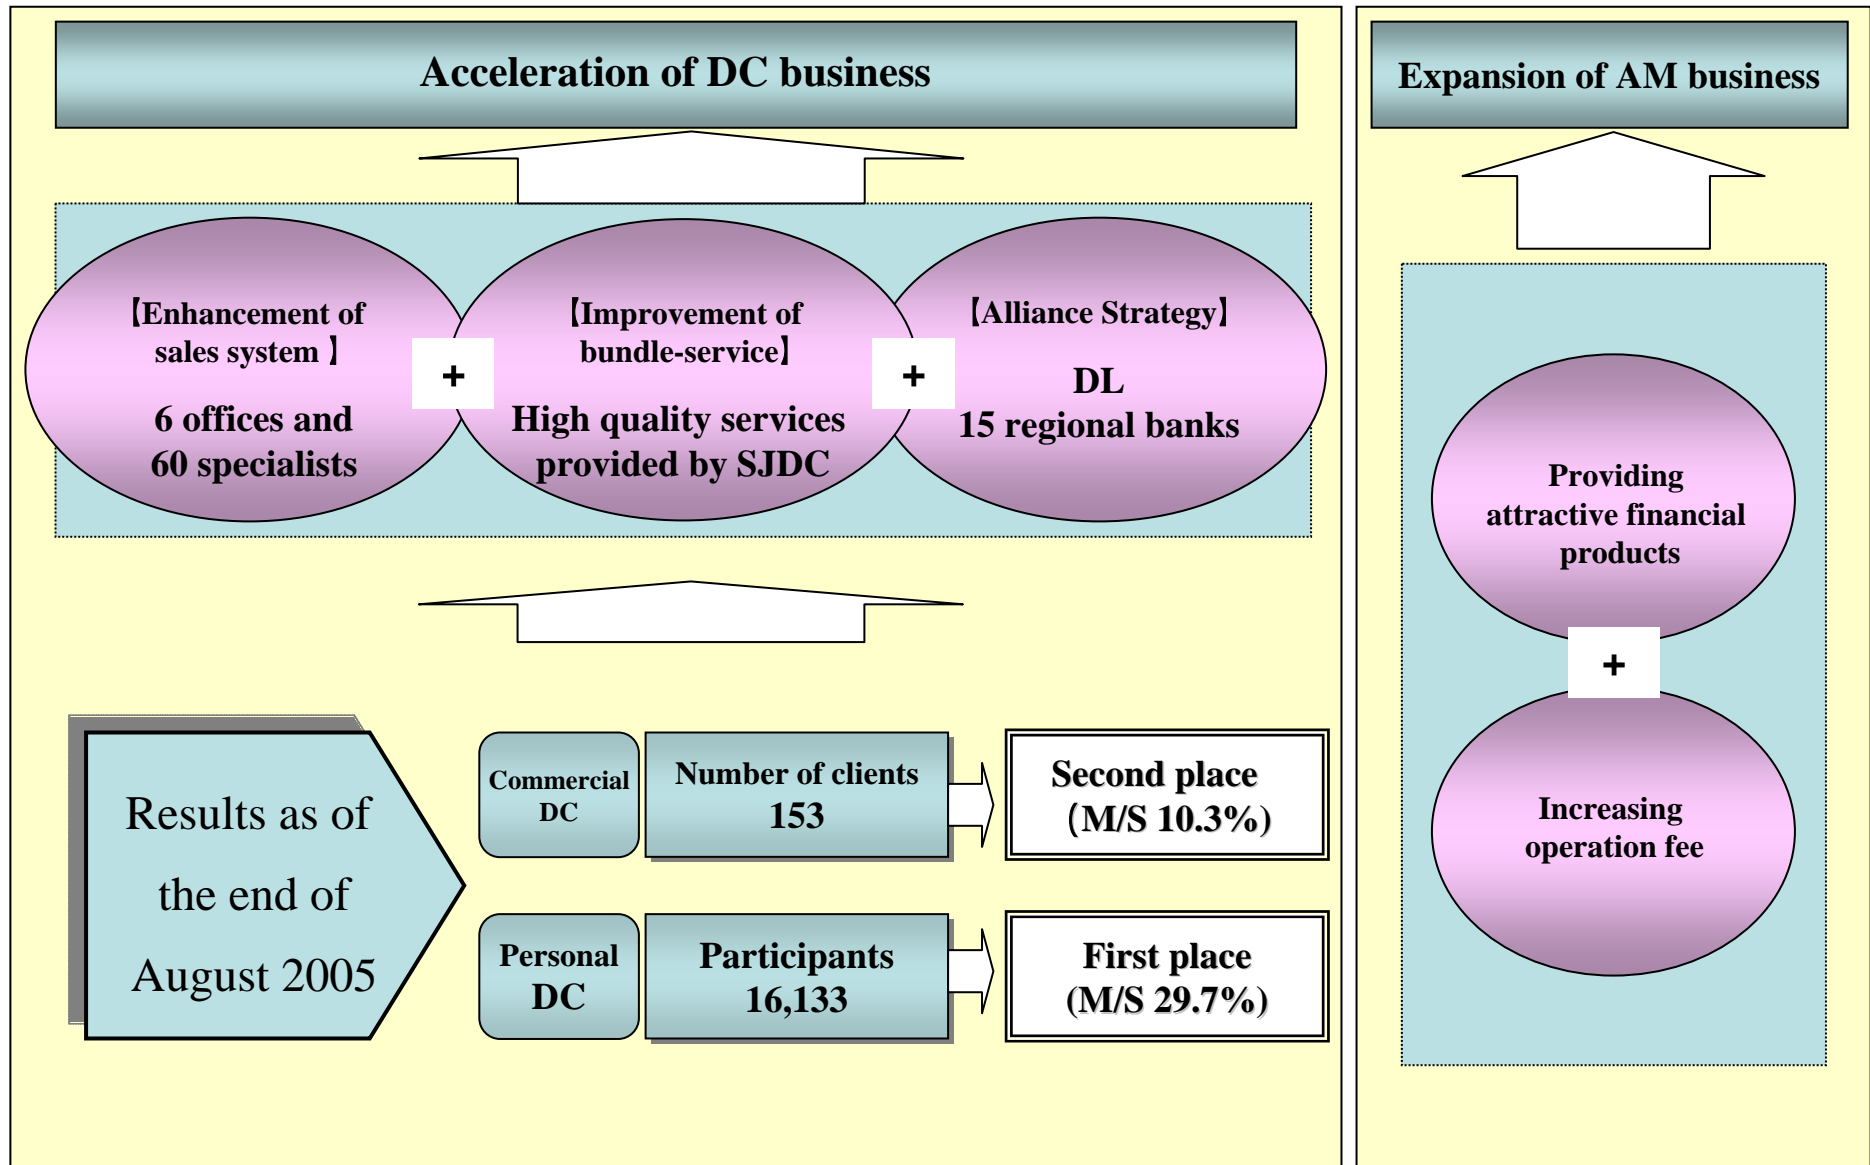 Acceleration of DC business
【Enhancement of
sales system 】
6 offices and
60 specialists
+
【Improvement of
bundle-service】
High quality services
provided by SJDC
+
【Alliance Strategy】
DL
15 regional banks
Results as of
the end of
August 2005
Commercial
DC
Number of clients
153
Second place
(M/S 10.3%)
Personal
DC
Participants
16,133
First place
(M/S 29.7%)
Expansion of AM business
Providing
attractive financial
products
+
Increasing
operation fee